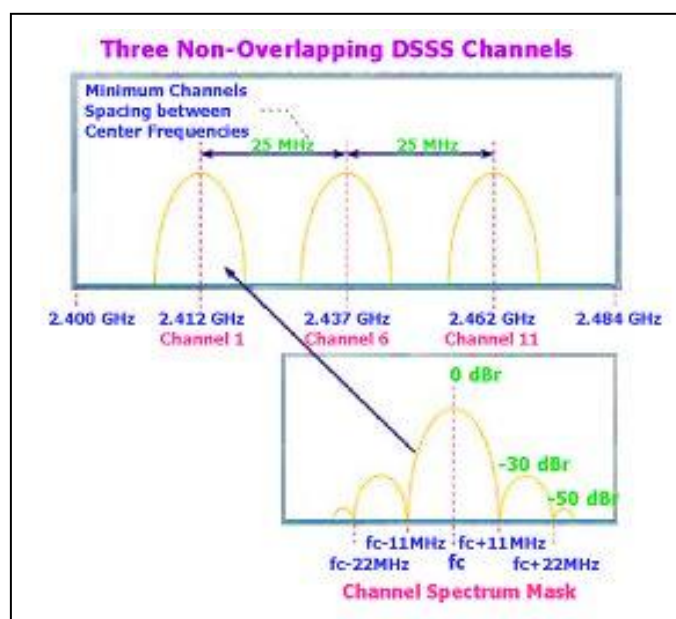 Three Non-Overlapping DSSS Channels
Minimum Channels
Spacing between
Center Frequencies
25 MHz 25 MHz
2.400 GHz 2.412 GHz 2.437 GHz 2.462 GHz 2.484 GHz
Channel 1 Channel 6 Channel 11
0 dBr
-30 dBr
-50 dBr
fc-11MHz fc+11MHz
fc-22MHz fc fc+22MHz
Channel Spectrum Mask